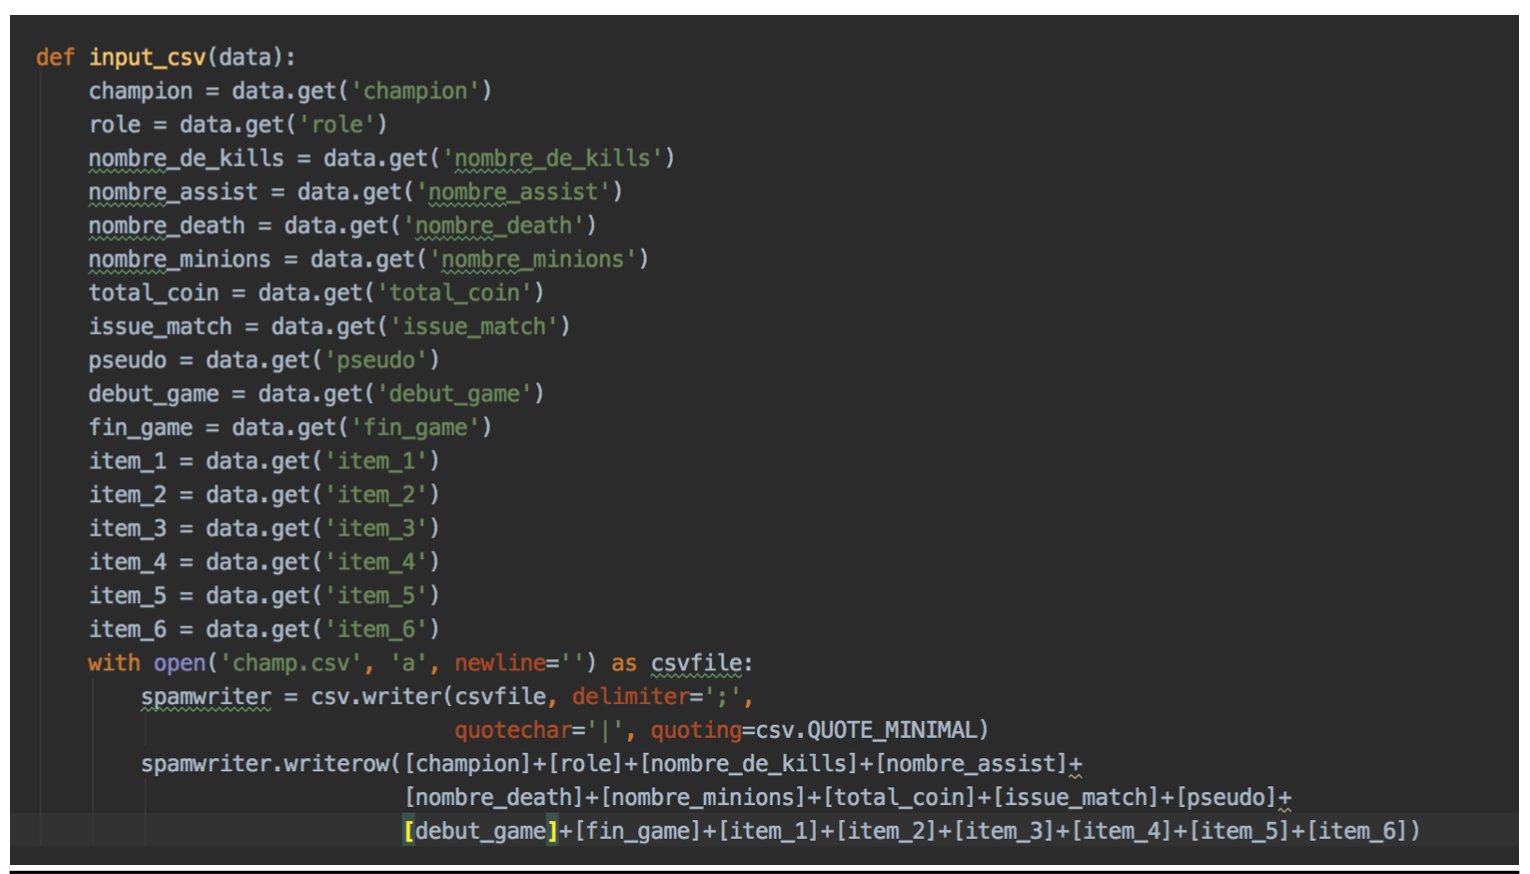 def input_csv(data):
    champion = data.get('champion')
    role = data.get('role')
    nombre_de_kills = data.get('nombre_de_kills')
    nombre_assist = data.get('nombre_assist')
    nombre_death = data.get('nombre_death')
    nombre_minions = data.get('nombre_minions')
    total_coin = data.get('total_coin')
    issue_match = data.get('issue_match')
    pseudo = data.get('pseudo')
    debut_game = data.get('debut_game')
    fin_game = data.get('fin_game')
    item_1 = data.get('item_1')
    item_2 = data.get('item_2')
    item_3 = data.get('item_3')
    item_4 = data.get('item_4')
    item_5 = data.get('item_5')
    item_6 = data.get('item_6')
    with open('champ.csv', 'a', newline='') as csvfile:
        spamwriter = csv.writer(csvfile, delimiter=';',
                                quotechar='|', quoting=csv.QUOTE_MINIMAL)
        spamwriter.writerow([champion]+[role]+[nombre_de_kills]+[nombre_assist]+
                            [nombre_death]+[nombre_minions]+[total_coin]+[issue_match]+[pseudo]+
                            [debut_game]+[fin_game]+[item_1]+[item_2]+[item_3]+[item_4]+[item_5]+[item_6])